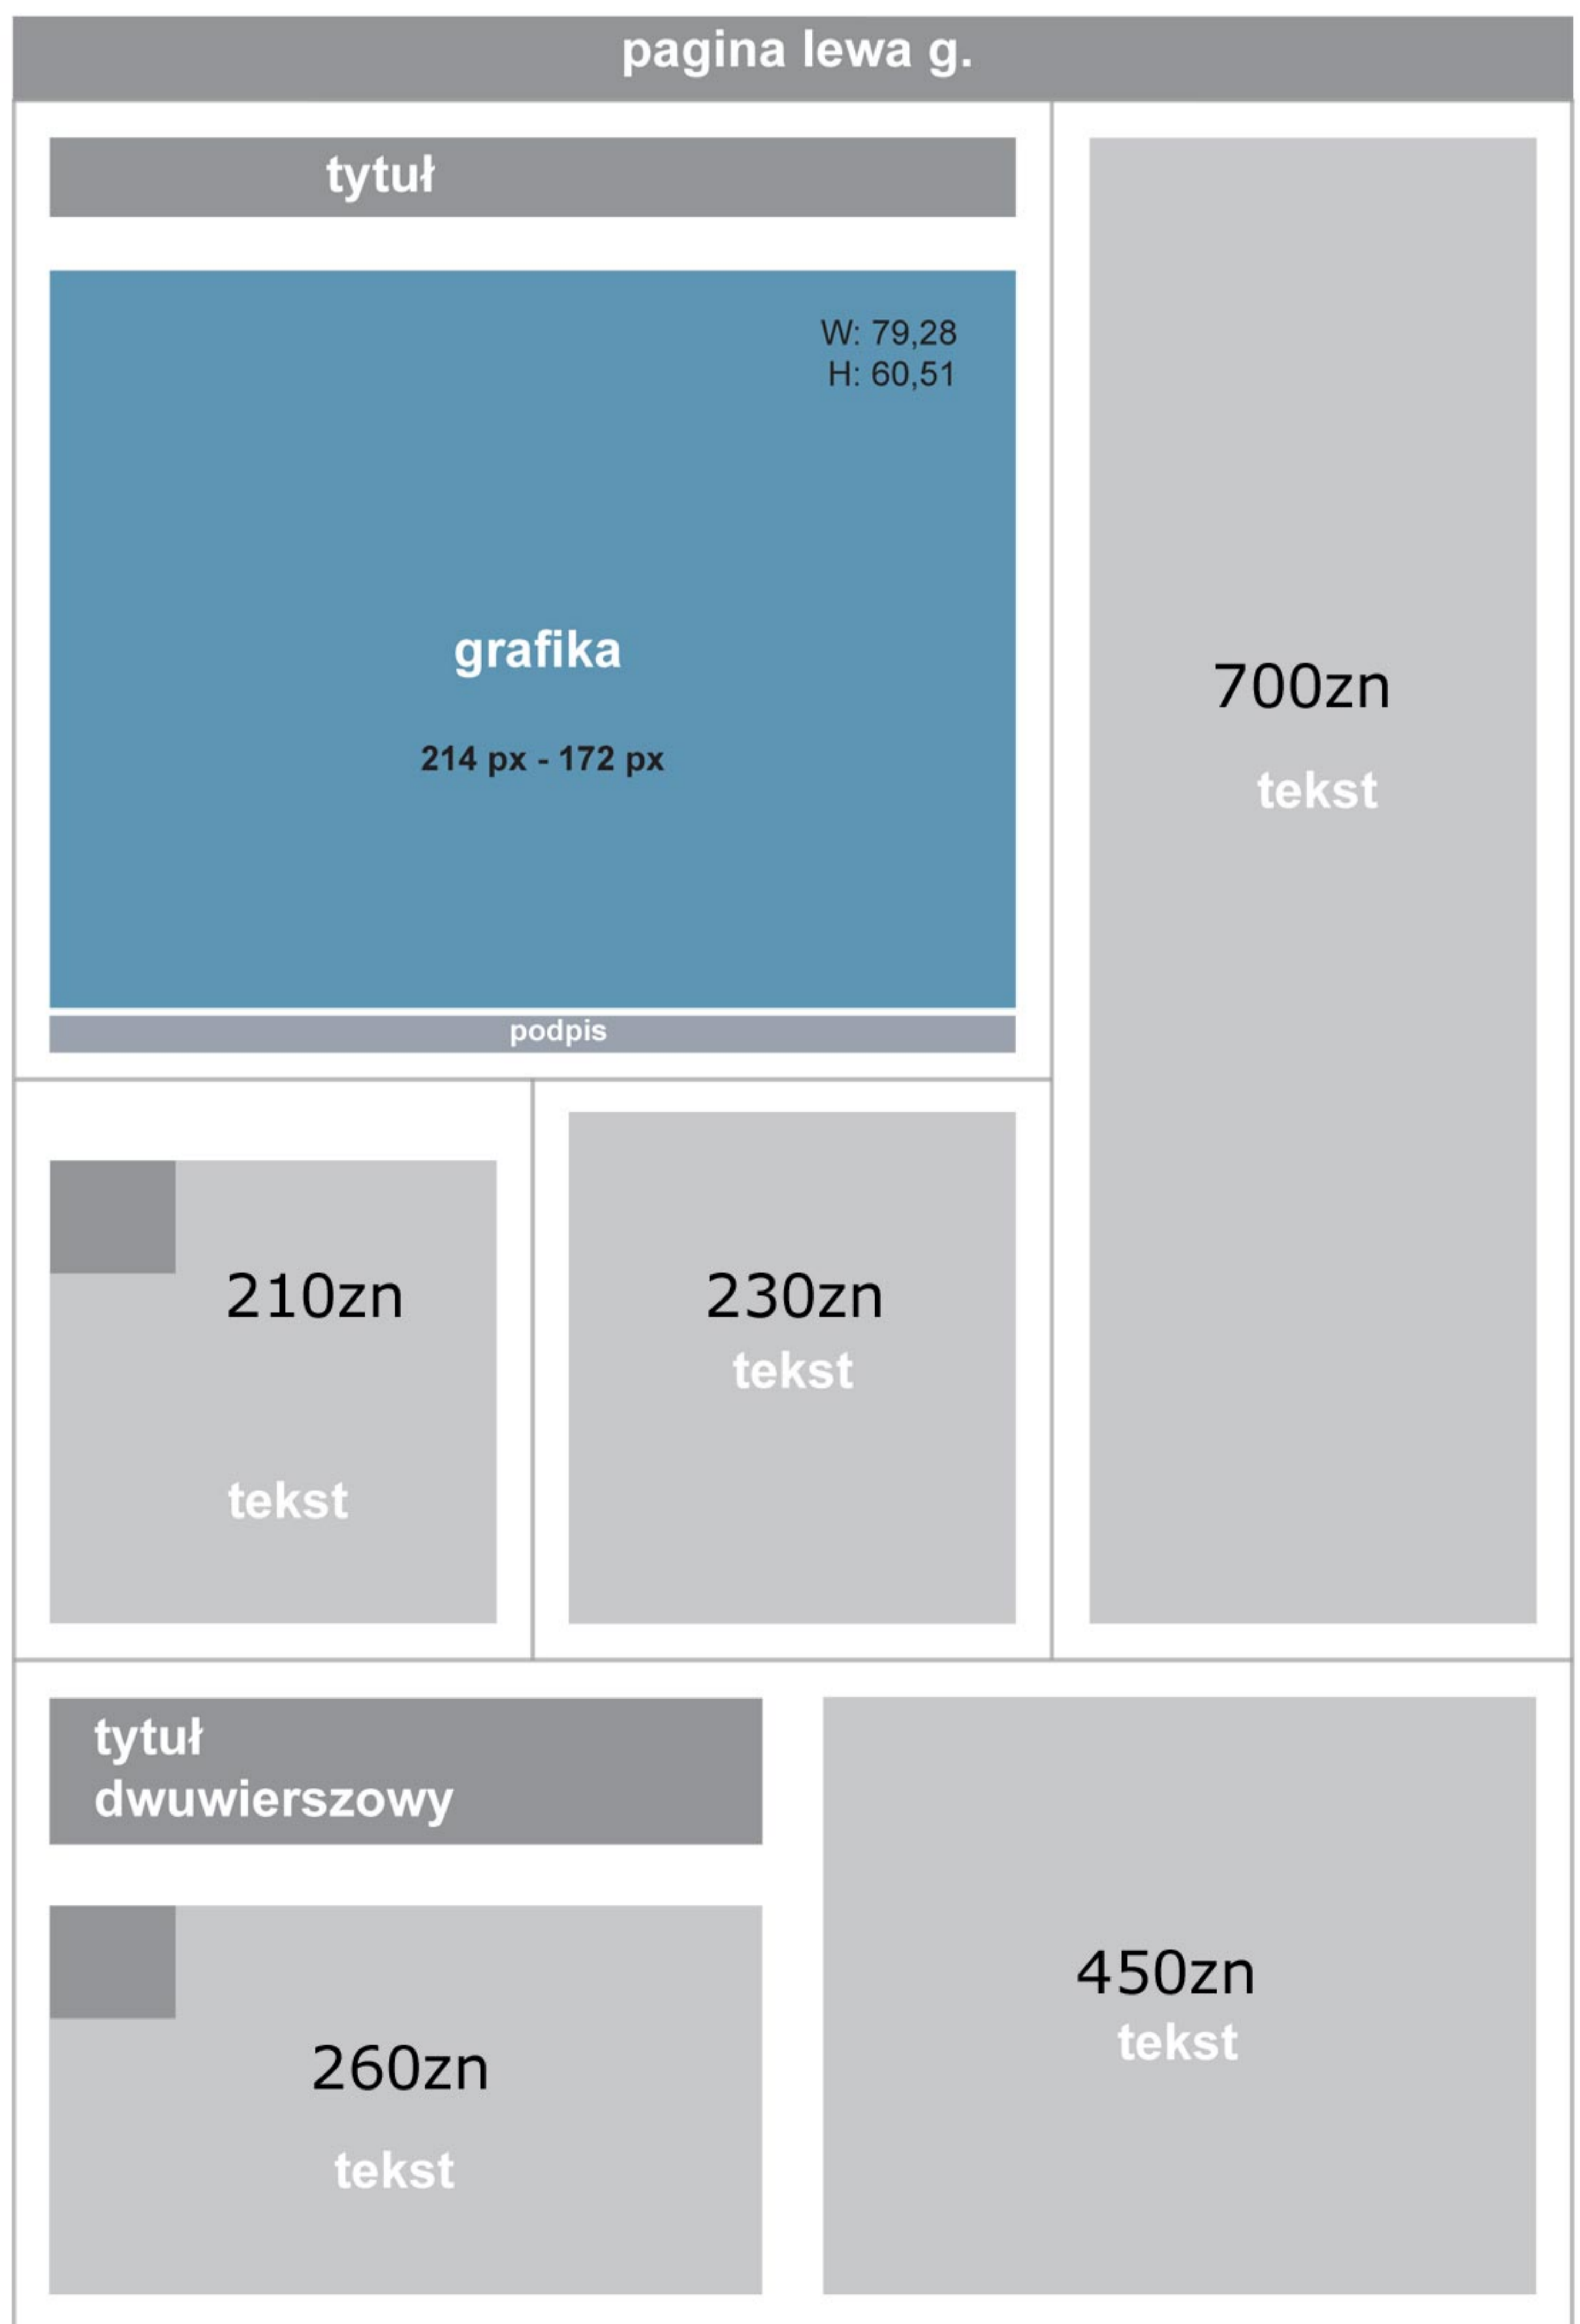 pagina lewa g.
tytuł
W: 79,28
H: 60,51
grafika
214 px - 172 px
podpis
210zn
tekst
230zn
tekst
700zn
tekst
tytuł
dwuwierszowy
260zn
tekst
450zn
tekst